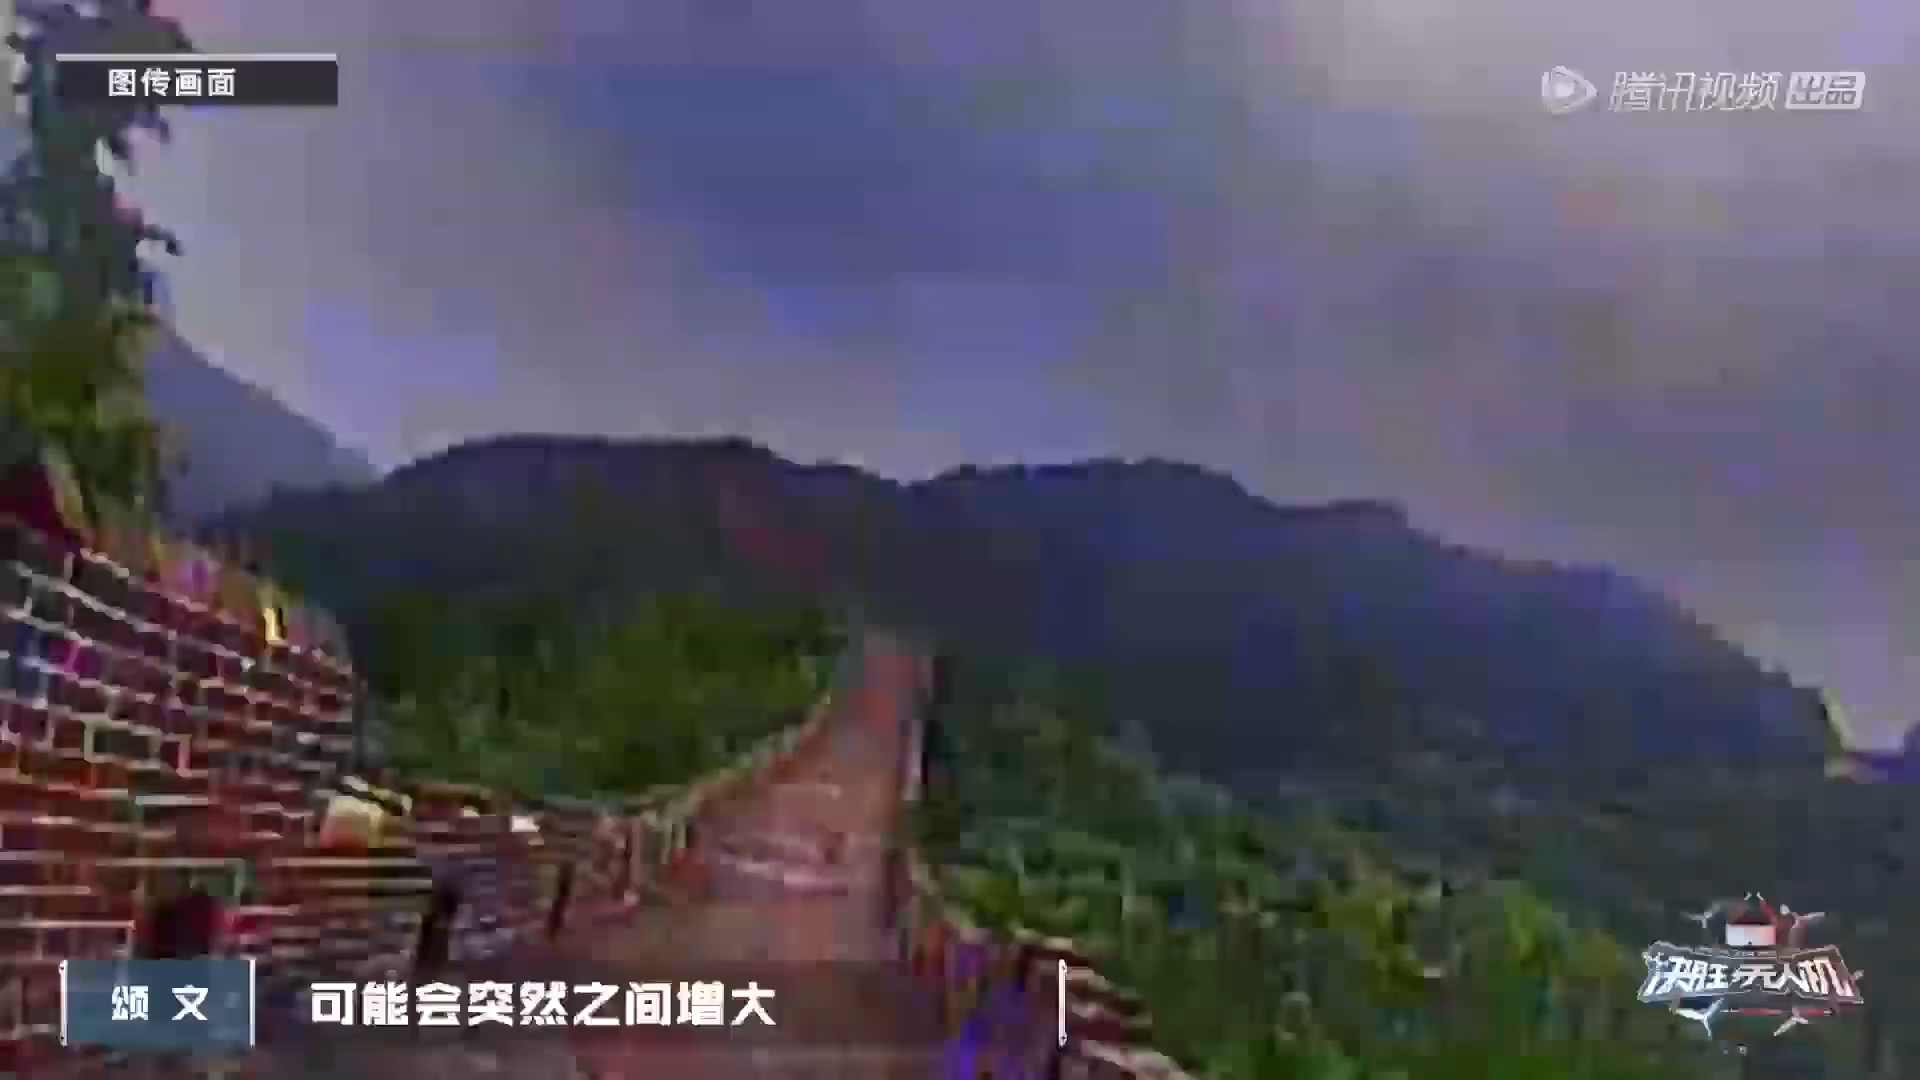 图传画面
腾讯视频 出品
决胜无人机
颂文
可能会突然之间增大